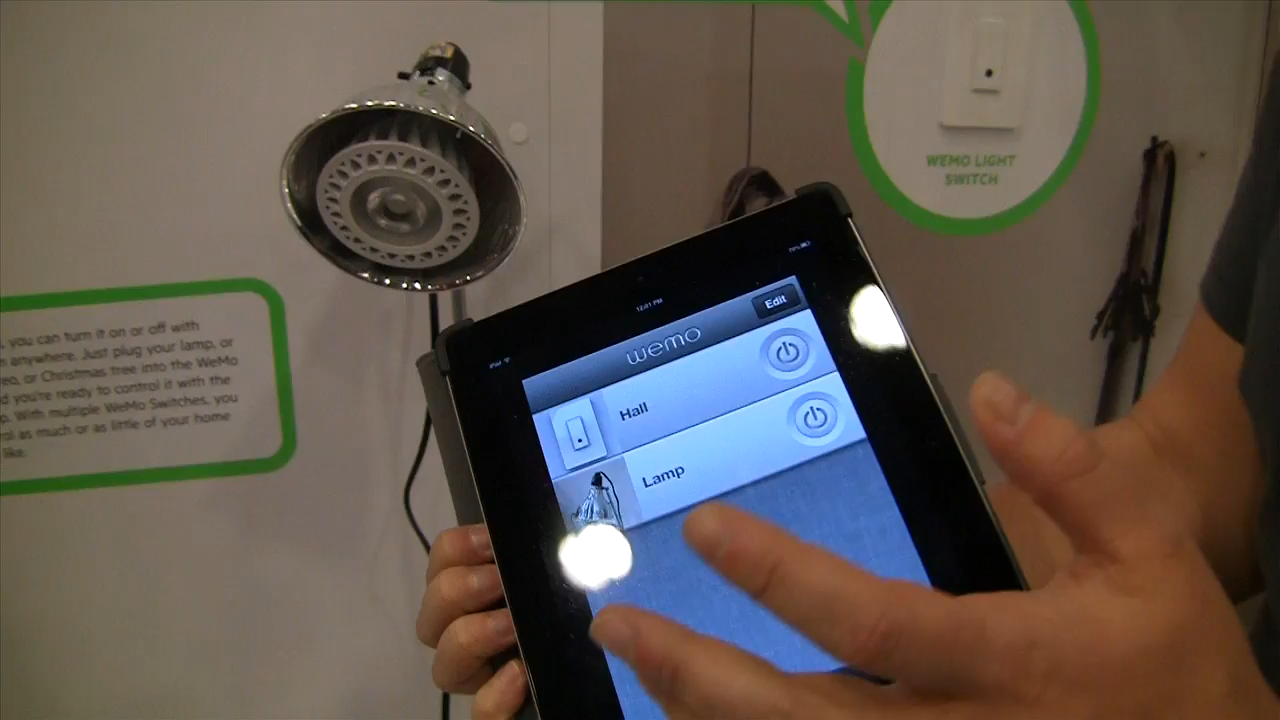 WEMO LIGHT
SWITCH
, you can turn it on or off with
anywhere. Just plug your lamp, or
or Christmas tree into the WeMo
you're ready to control it with the
With multiple WeMo Switches, you
as much or as little of your home
like.
iPad
12:01 PM
wemo
Edit
Hall
Lamp